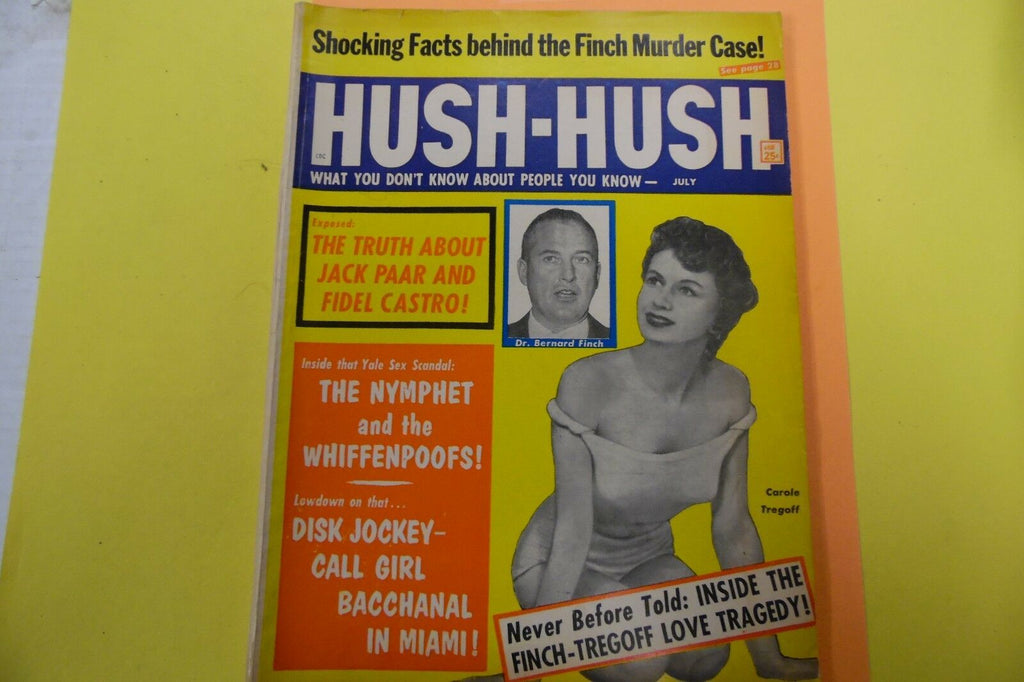 Shocking Facts behind the Finch Murder Case!
See page 28
HUSH-HUSH
CDC
25¢
WHAT YOU DON'T KNOW ABOUT PEOPLE YOU KNOW — JULY
Exposed:
THE TRUTH ABOUT
JACK PAAR AND
FIDEL CASTRO!
Dr. Bernard Finch
Inside that Yale Sex Scandal:
THE NYMPHET
and the
WHIFFENPOOFS!
Lowdown on that...
DISK JOCKEY-
CALL GIRL
BACCHANAL
IN MIAMI!
Carole
Tregoff
Never Before Told: INSIDE THE
FINCH-TREGOFF LOVE TRAGEDY!